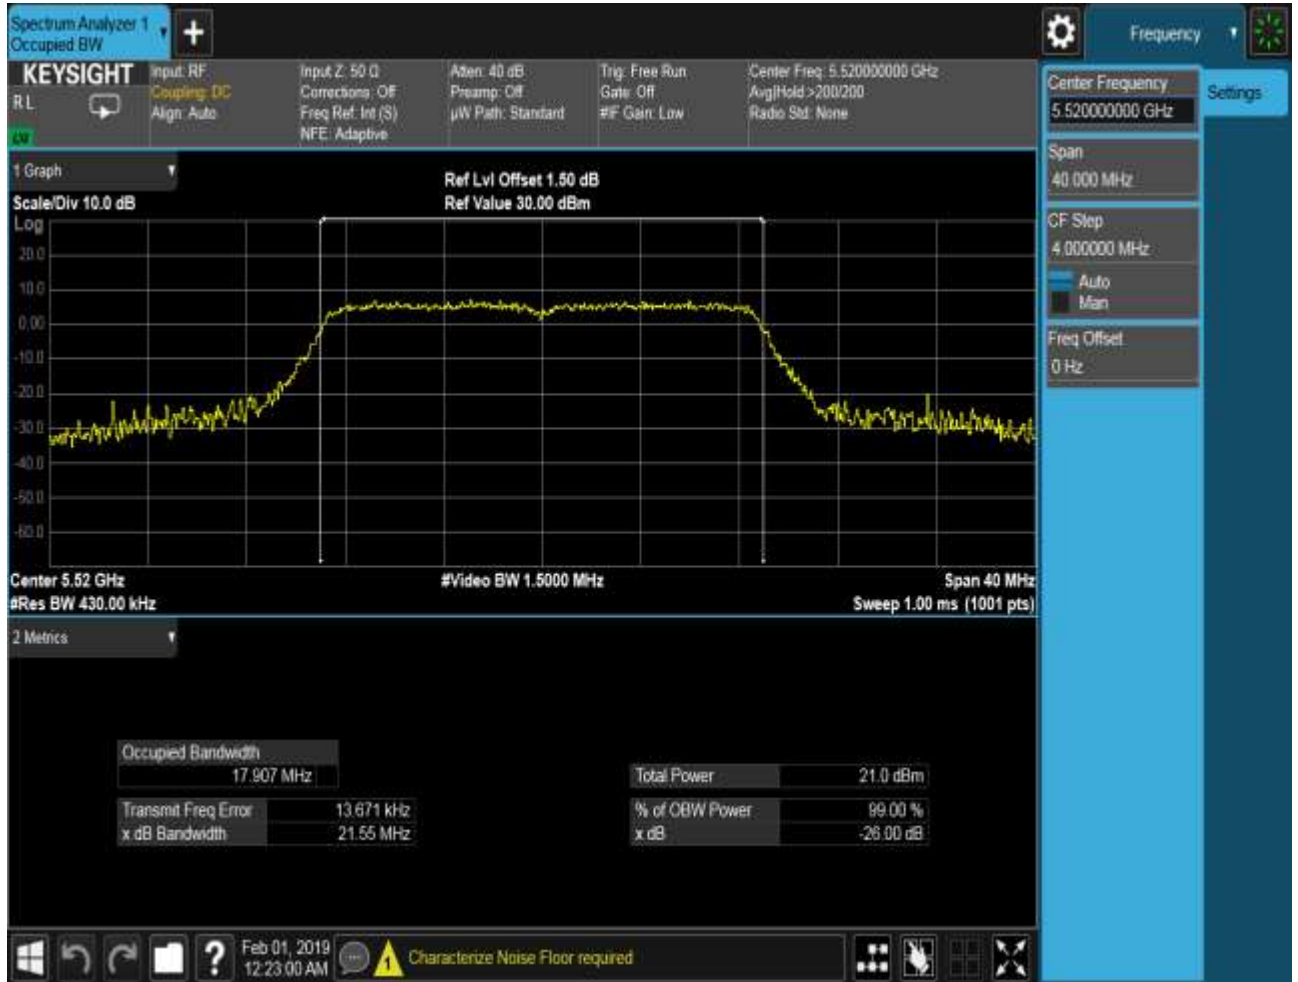 Spectrum Analyzer 1
Occupied BW
Frequency
KEYSIGHT
R L
Input: RF
Coupling: DC
Align: Auto
Input Z: 50 Ω
Corrections: Off
Freq Ref: Int (S)
NFE: Adaptive
Atten: 40 dB
Preamp: Off
µW Path: Standard
Trig: Free Run
Gate: Off
#IF Gain: Low
Center Freq: 5.520000000 GHz
Avg|Hold:>200/200
Radio Std: None
Center Frequency
5.520000000 GHz
Settings
Span
40.000 MHz
CF Step
4.000000 MHz
Auto
Man
Freq Offset
0 Hz
1 Graph
Scale/Div 10.0 dB
Ref Lvl Offset 1.50 dB
Ref Value 30.00 dBm
Log
20.0
10.0
0.00
-10.0
-20.0
-30.0
-40.0
-50.0
-60.0
Center 5.52 GHz
#Video BW 1.5000 MHz
Span 40 MHz
#Res BW 430.00 kHz
Sweep 1.00 ms (1001 pts)
2 Metrics
Occupied Bandwidth
17.907 MHz
Total Power 21.0 dBm
Transmit Freq Error 13.671 kHz
% of OBW Power 99.00 %
x dB Bandwidth 21.55 MHz
x dB -26.00 dB
?
Feb 01, 2019
12:23:00 AM
1
Characterize Noise Floor required